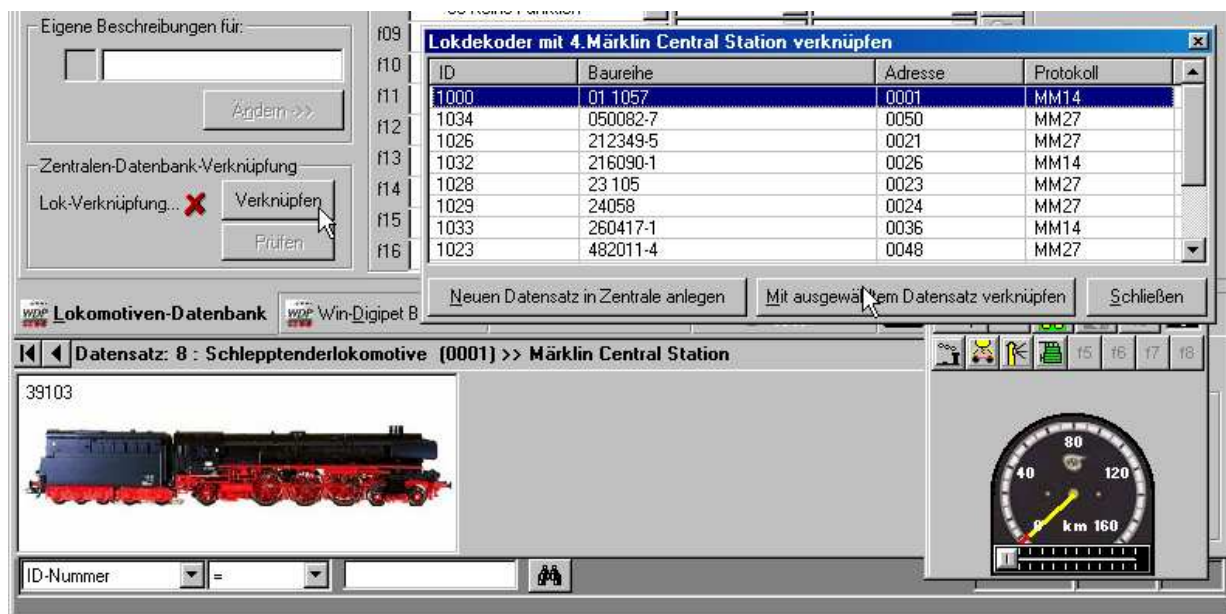 Eigene Beschreibungen für:
Ändern >>
Zentralen-Datenbank-Verknüpfung
Lok-Verknüpfung...
Verknüpfen
Prüfen
f09
f10
f11
f12
f13
f14
f15
f16
Lokdekoder mit 4.Märklin Central Station verknüpfen
ID Baureihe Adresse Protokoll
1000 01 1057 0001 MM14
1034 050082-7 0050 MM27
1026 212349-5 0021 MM27
1032 216090-1 0026 MM14
1028 23 105 0023 MM27
1029 24058 0024 MM27
1033 260417-1 0036 MM14
1023 482011-4 0048 MM27
Neuen Datensatz in Zentrale anlegen Mit ausgewähltem Datensatz verknüpfen Schließen
WDP Lokomotiven-Datenbank WDP Win-Digipet B
Datensatz: 8 : Schlepptenderlokomotive (0001) >> Märklin Central Station
f5 f6 f7 f8
39103
80
40 120
0 km 160
ID-Nummer =